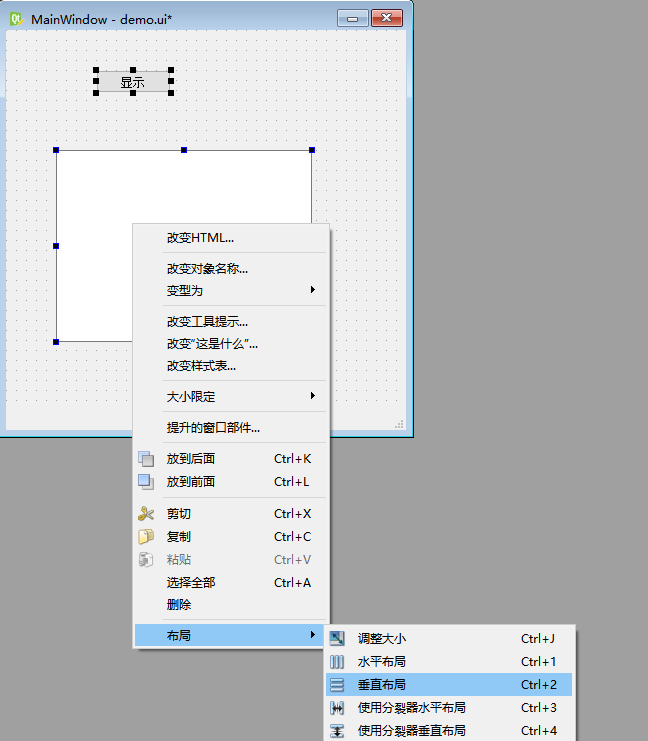 MainWindow - demo.ui*
显示
改变HTML...
改变对象名称...
变型为
改变工具提示...
改变“这是什么”...
改变样式表...
大小限定
提升的窗口部件...
放到后面 Ctrl+K
放到前面 Ctrl+L
剪切 Ctrl+X
复制 Ctrl+C
粘贴 Ctrl+V
选择全部 Ctrl+A
删除
布局
调整大小 Ctrl+J
水平布局 Ctrl+1
垂直布局 Ctrl+2
使用分裂器水平布局 Ctrl+3
使用分裂器垂直布局 Ctrl+4